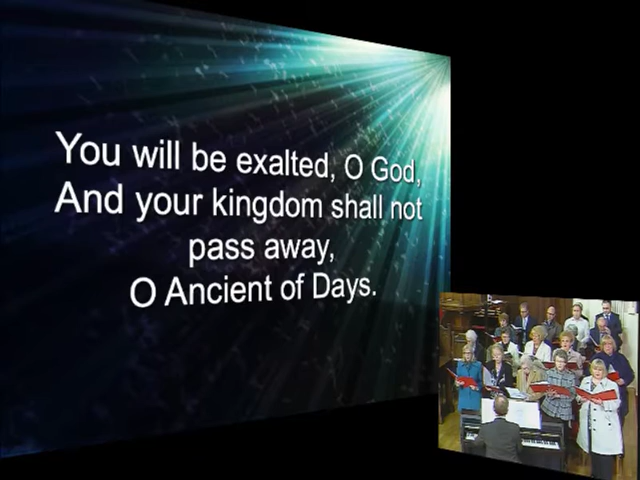 You will be exalted, O God,
And your kingdom shall not
pass away,
O Ancient of Days.